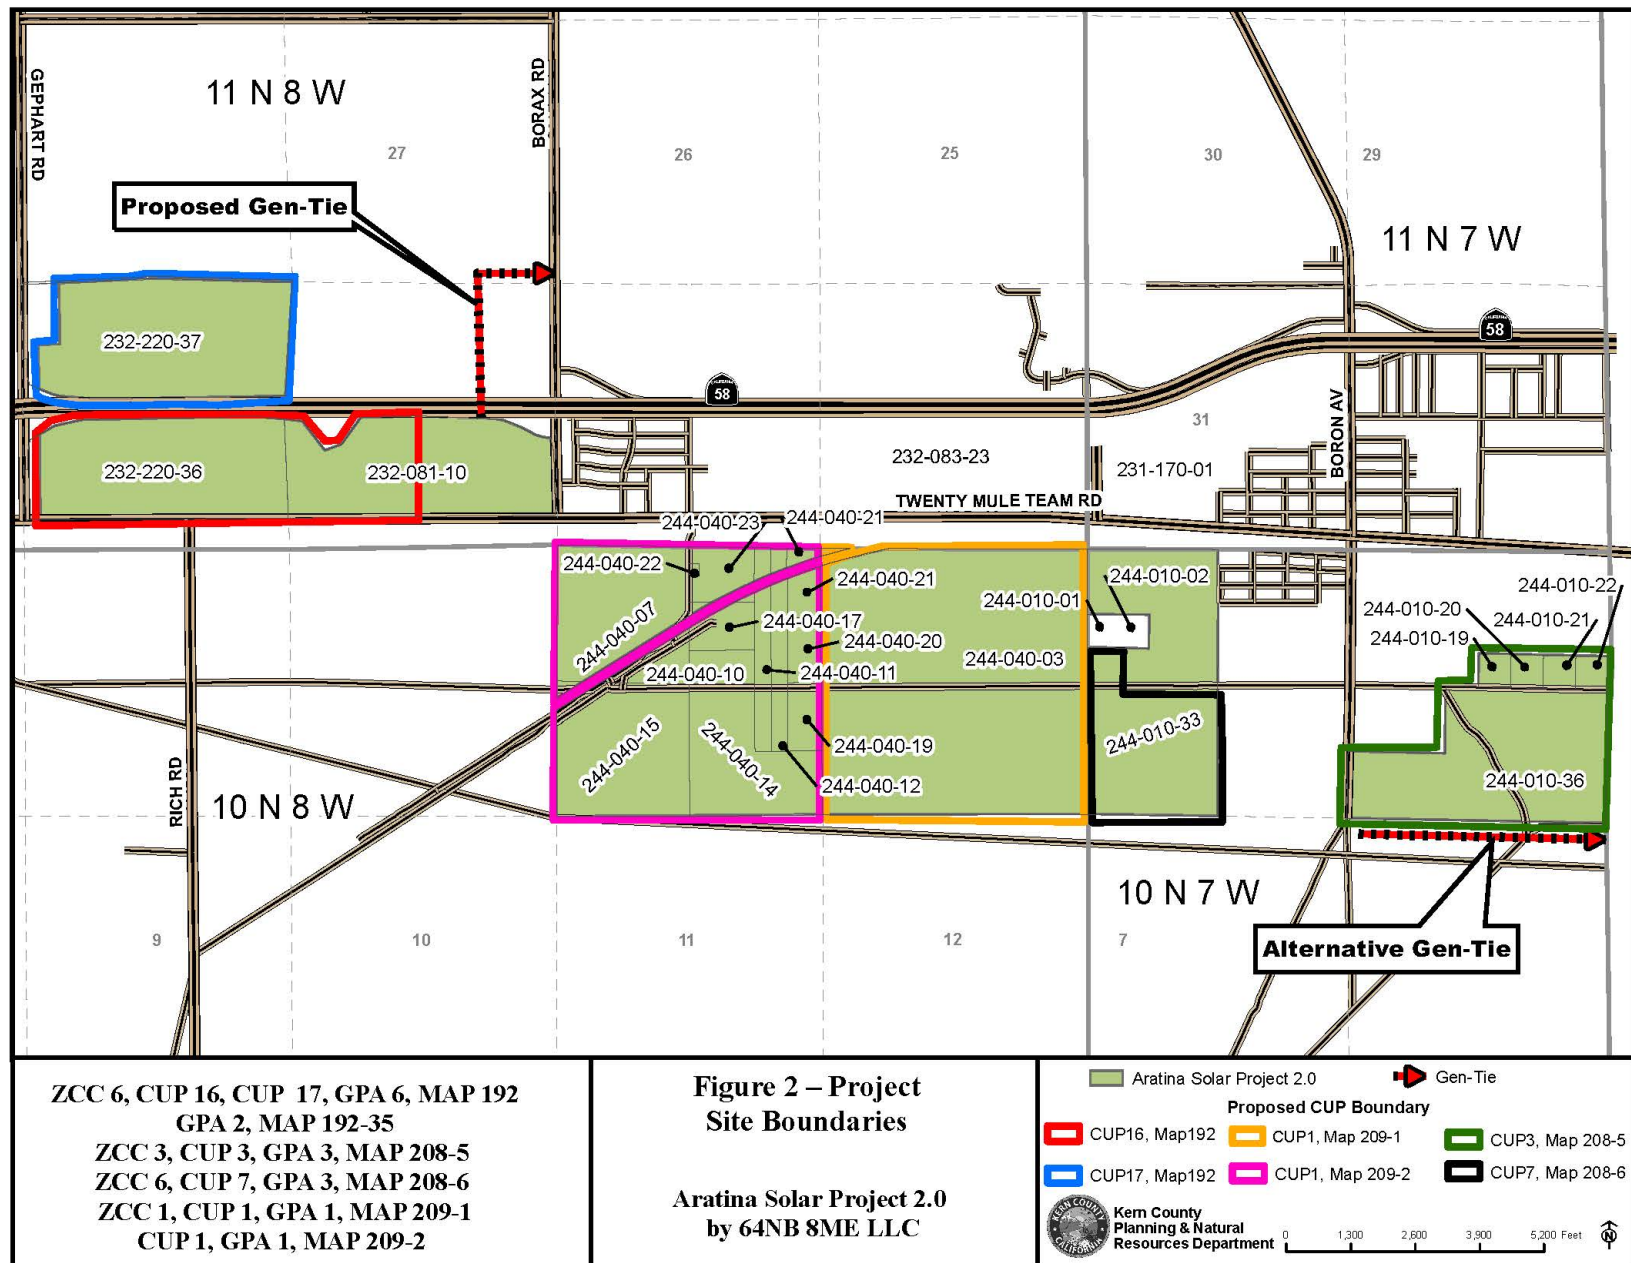 GEPHART RD
11 N 8 W
BORAX RD
27
26
25
30
29
Proposed Gen-Tie
11 N 7 W
232-220-37
CALIFORNIA
58
CALIFORNIA
58
31
BORON AV
232-220-36
232-081-10
232-083-23
231-170-01
TWENTY MULE TEAM RD
244-040-23
244-040-21
244-040-22
244-040-21
244-010-02
244-010-22
244-010-01
244-010-20
244-010-21
244-010-19
244-040-07
244-040-17
244-040-20
244-040-03
244-040-10
244-040-11
244-010-33
244-040-15
244-040-14
244-040-19
244-040-12
244-010-36
RICH RD
10 N 8 W
10 N 7 W
9
10
11
12
7
Alternative Gen-Tie
ZCC 6, CUP 16, CUP 17, GPA 6, MAP 192
GPA 2, MAP 192-35
ZCC 3, CUP 3, GPA 3, MAP 208-5
ZCC 6, CUP 7, GPA 3, MAP 208-6
ZCC 1, CUP 1, GPA 1, MAP 209-1
CUP 1, GPA 1, MAP 209-2
Figure 2 – Project
Site Boundaries
Aratina Solar Project 2.0
by 64NB 8ME LLC
Aratina Solar Project 2.0
Gen-Tie
Proposed CUP Boundary
CUP16, Map192
CUP1, Map 209-1
CUP3, Map 208-5
CUP17, Map192
CUP1, Map 209-2
CUP7, Map 208-6
KERN COUNTY
CALIFORNIA
Kern County
Planning & Natural
Resources Department
0 1,300 2,600 3,900 5,200 Feet
N